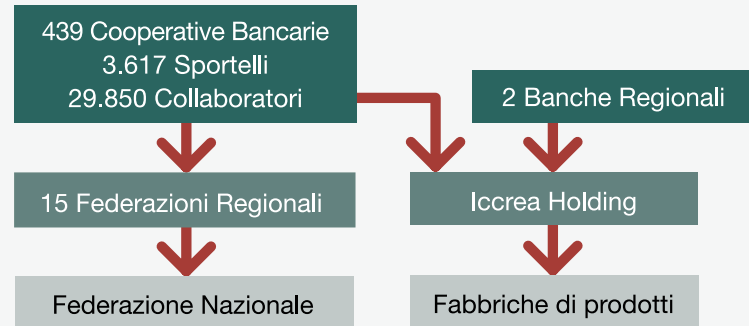 439 Cooperative Bancarie
3.617 Sportelli
29.850 Collaboratori
2 Banche Regionali
15 Federazioni Regionali
Iccrea Holding
Federazione Nazionale
Fabbriche di prodotti